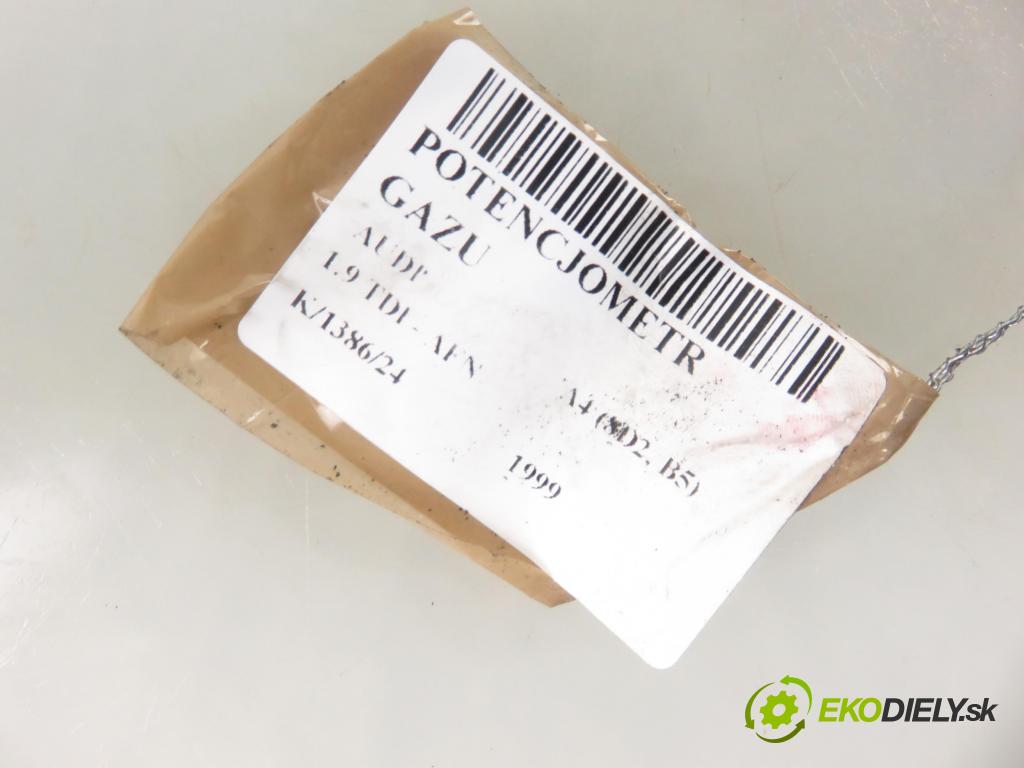 POTENCJOMETR
GAZU
AUDI A4 (8D2, B5)
1.9 TDI - AFN 1999
K/1386/24
EKODIELY.sk